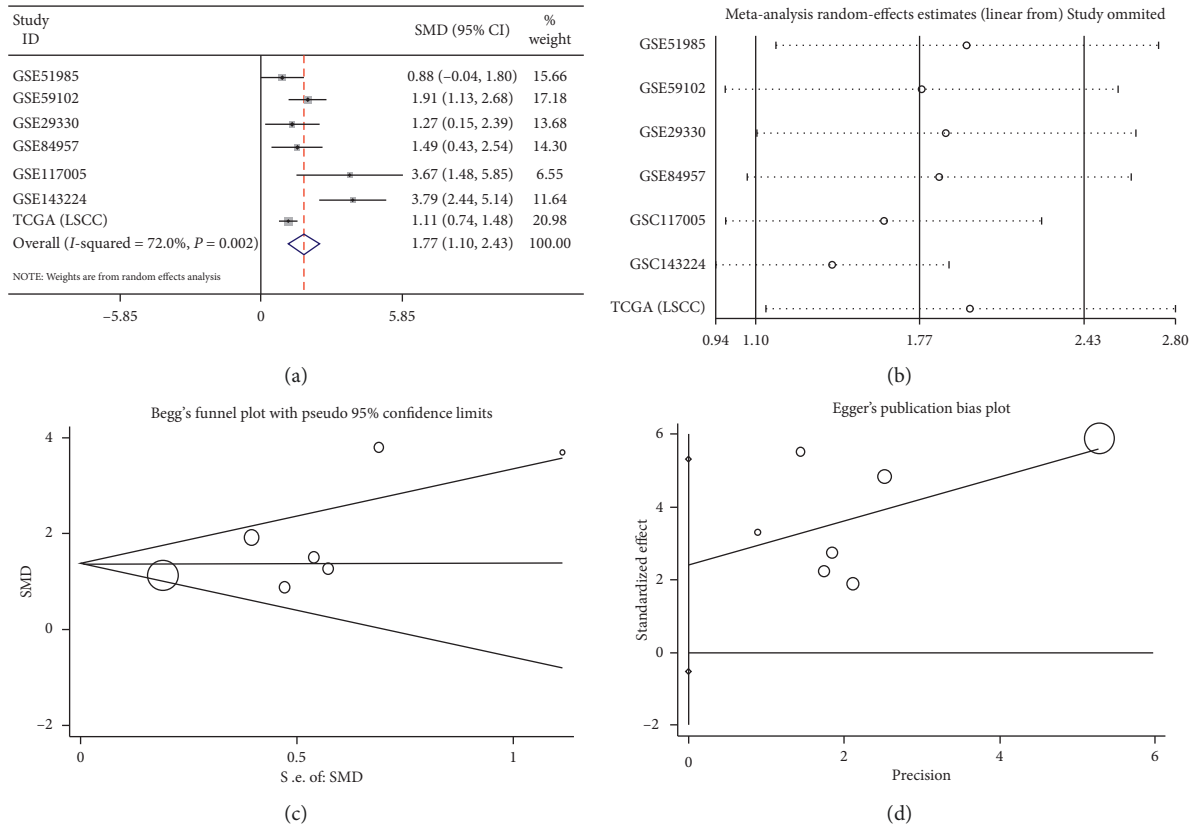 Study
ID
SMD (95% CI)
%
weight
GSE51985 0.88 (–0.04, 1.80) 15.66
GSE59102 1.91 (1.13, 2.68) 17.18
GSE29330 1.27 (0.15, 2.39) 13.68
GSE84957 1.49 (0.43, 2.54) 14.30
GSE117005 3.67 (1.48, 5.85) 6.55
GSE143224 3.79 (2.44, 5.14) 11.64
TCGA (LSCC) 1.11 (0.74, 1.48) 20.98
Overall (I-squared = 72.0%, P = 0.002) 1.77 (1.10, 2.43) 100.00
NOTE: Weights are from random effects analysis
–5.85 0 5.85
(a)
Meta-analysis random-effects estimates (linear from) Study ommited
GSE51985
GSE59102
GSE29330
GSE84957
GSC117005
GSC143224
TCGA (LSCC)
0.94 1.10 1.77 2.43 2.80
(b)
Begg's funnel plot with pseudo 95% confidence limits
SMD
4
2
0
–2
0 0.5 1
S .e. of: SMD
(c)
Egger's publication bias plot
Standardized effect
6
4
2
0
–2
0 2 4 6
Precision
(d)